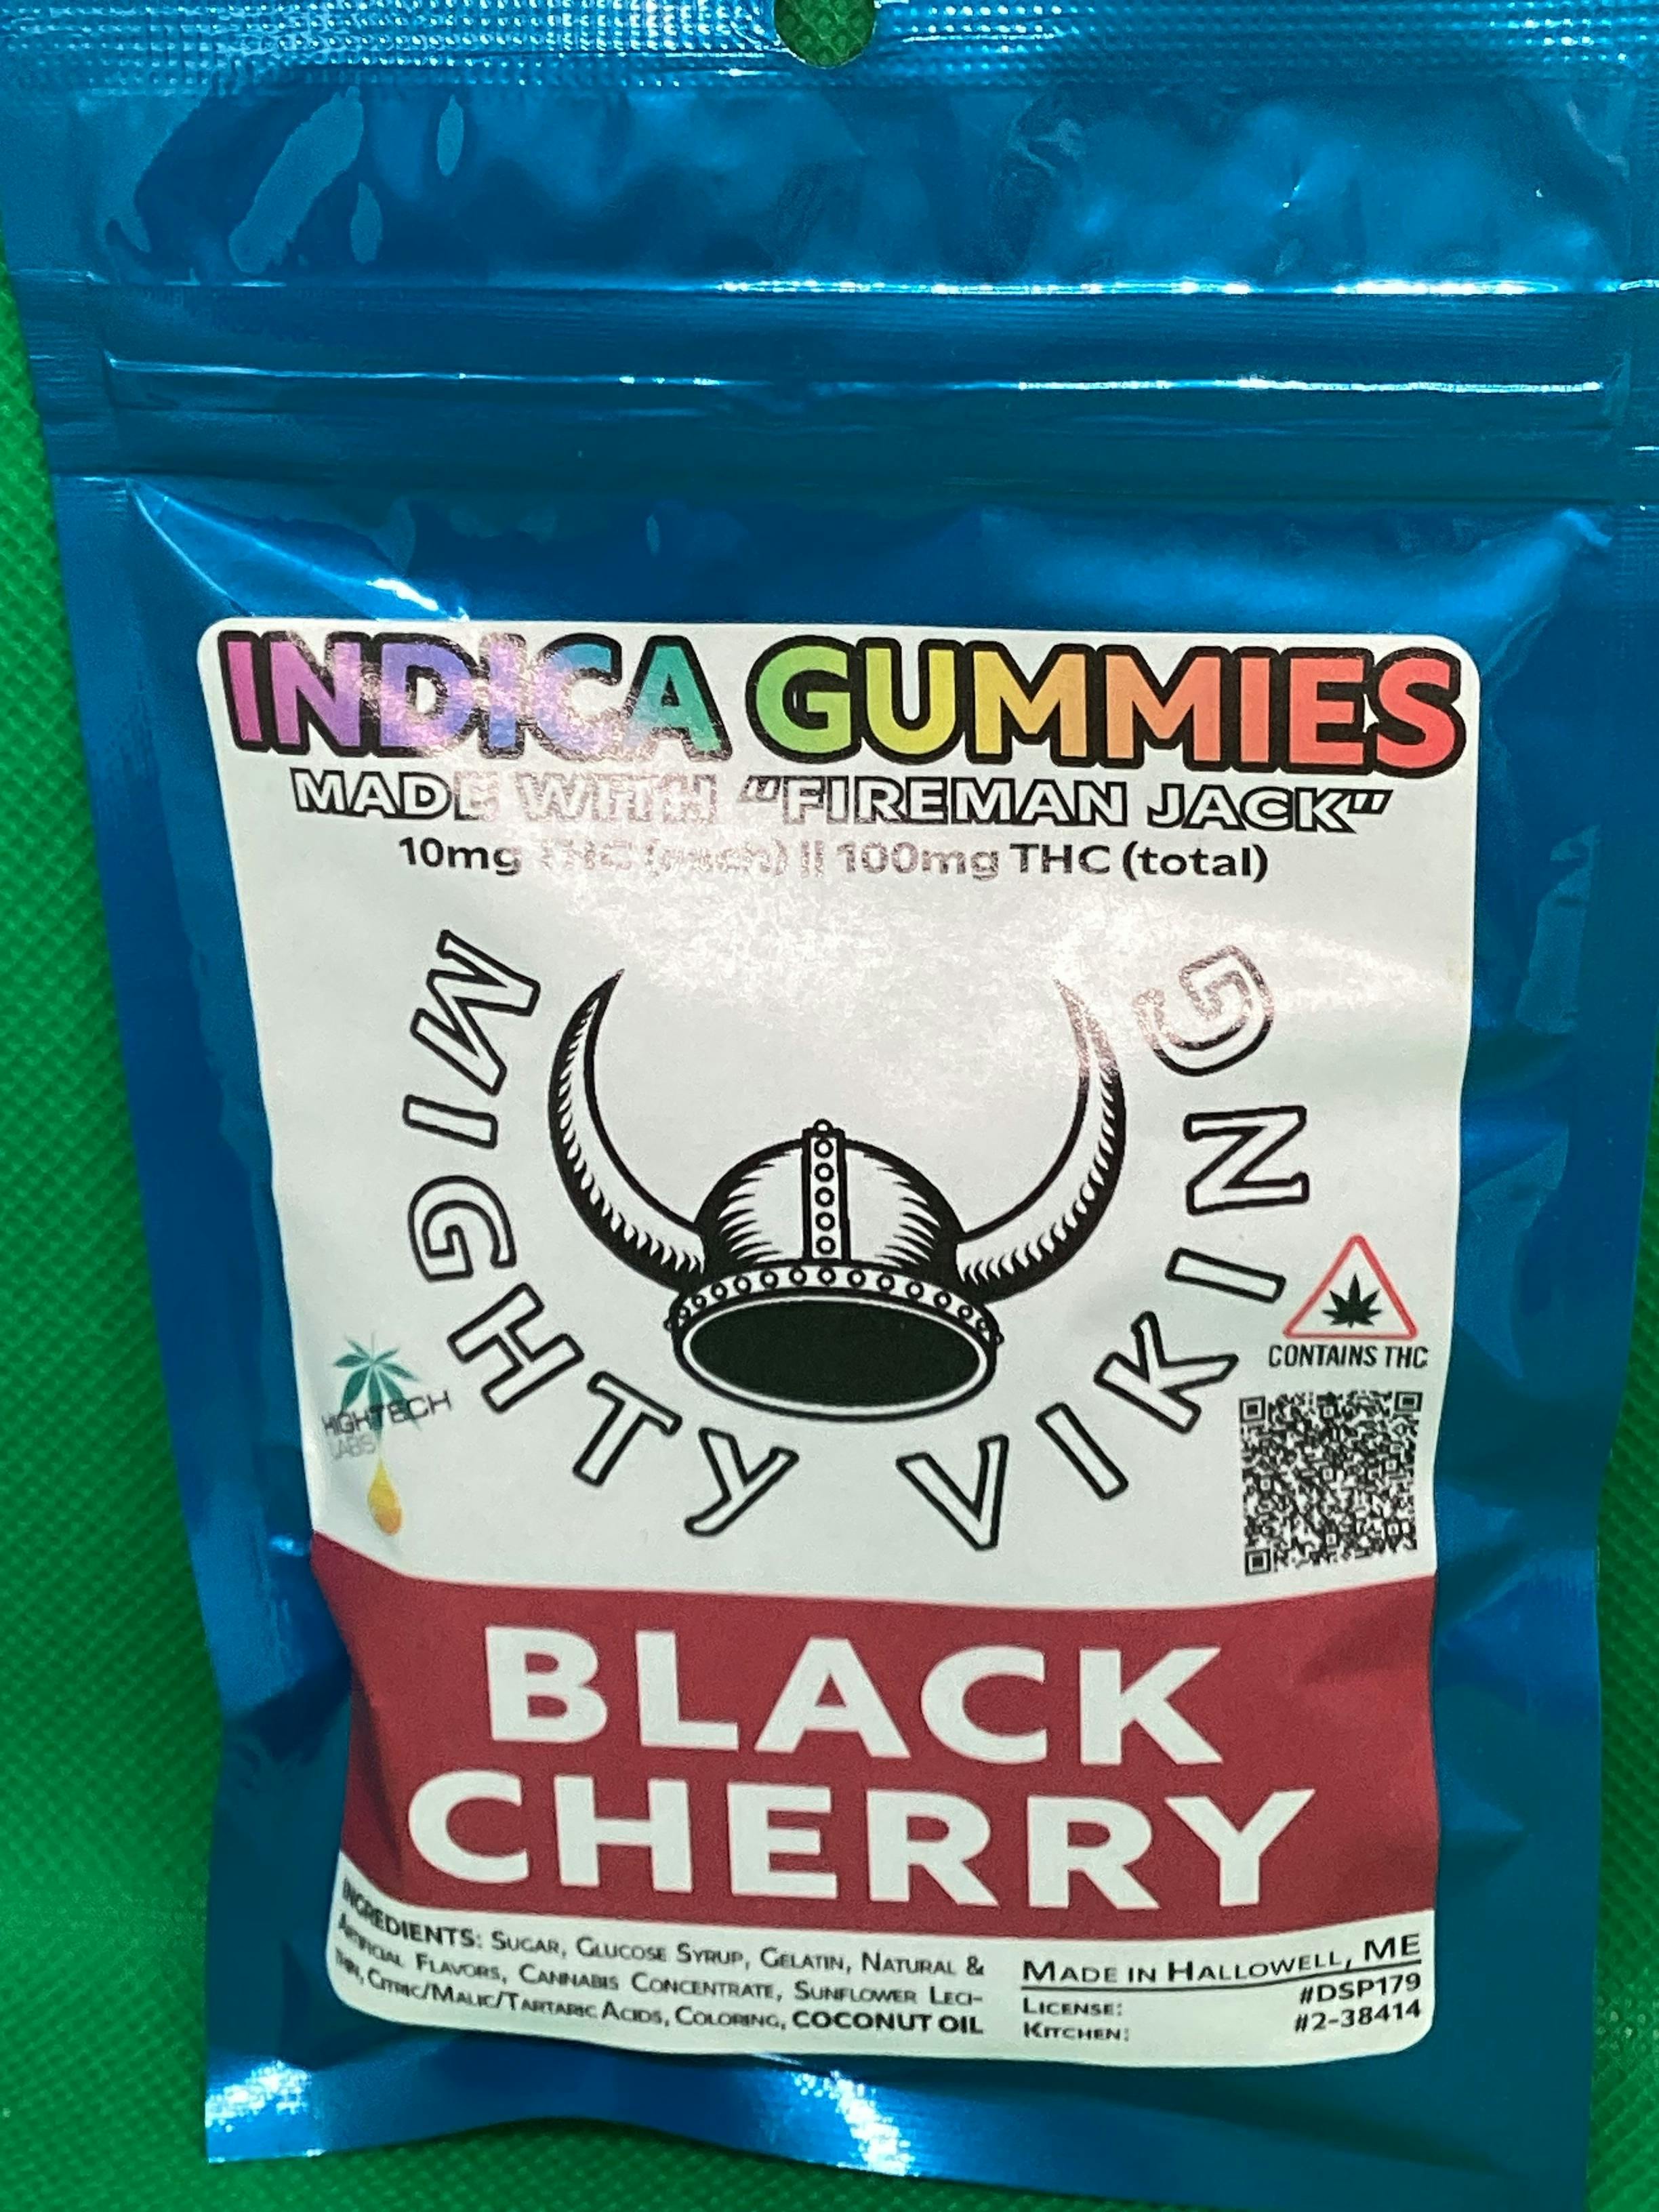 INDICA GUMMIES
MADE WITH "FIREMAN JACK"
10mg THC (each) || 100mg THC (total)
MIGHTY VIKING
CONTAINS THC
HIGHTECH
LABS
BLACK
CHERRY
INGREDIENTS: SUGAR, GLUCOSE SYRUP, GELATIN, NATURAL &
ARTIFICIAL FLAVORS, CANNABIS CONCENTRATE, SUNFLOWER LECI-
THIN, CITRIC/MALIC/TARTARIC ACIDS, COLORING, COCONUT OIL
MADE IN HALLOWELL, ME
LICENSE: #DSP179
KITCHEN: #2-38414